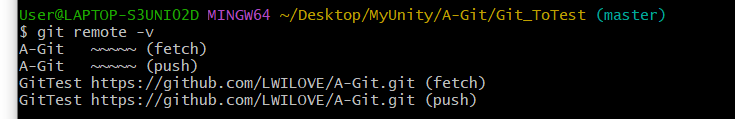 User@LAPTOP-S3UNIO2D MINGW64 ~/Desktop/MyUnity/A-Git/Git_ToTest (master)
$ git remote -v
A-Git   ~~~~~ (fetch)
A-Git   ~~~~~ (push)
GitTest https://github.com/LWILOVE/A-Git.git (fetch)
GitTest https://github.com/LWILOVE/A-Git.git (push)